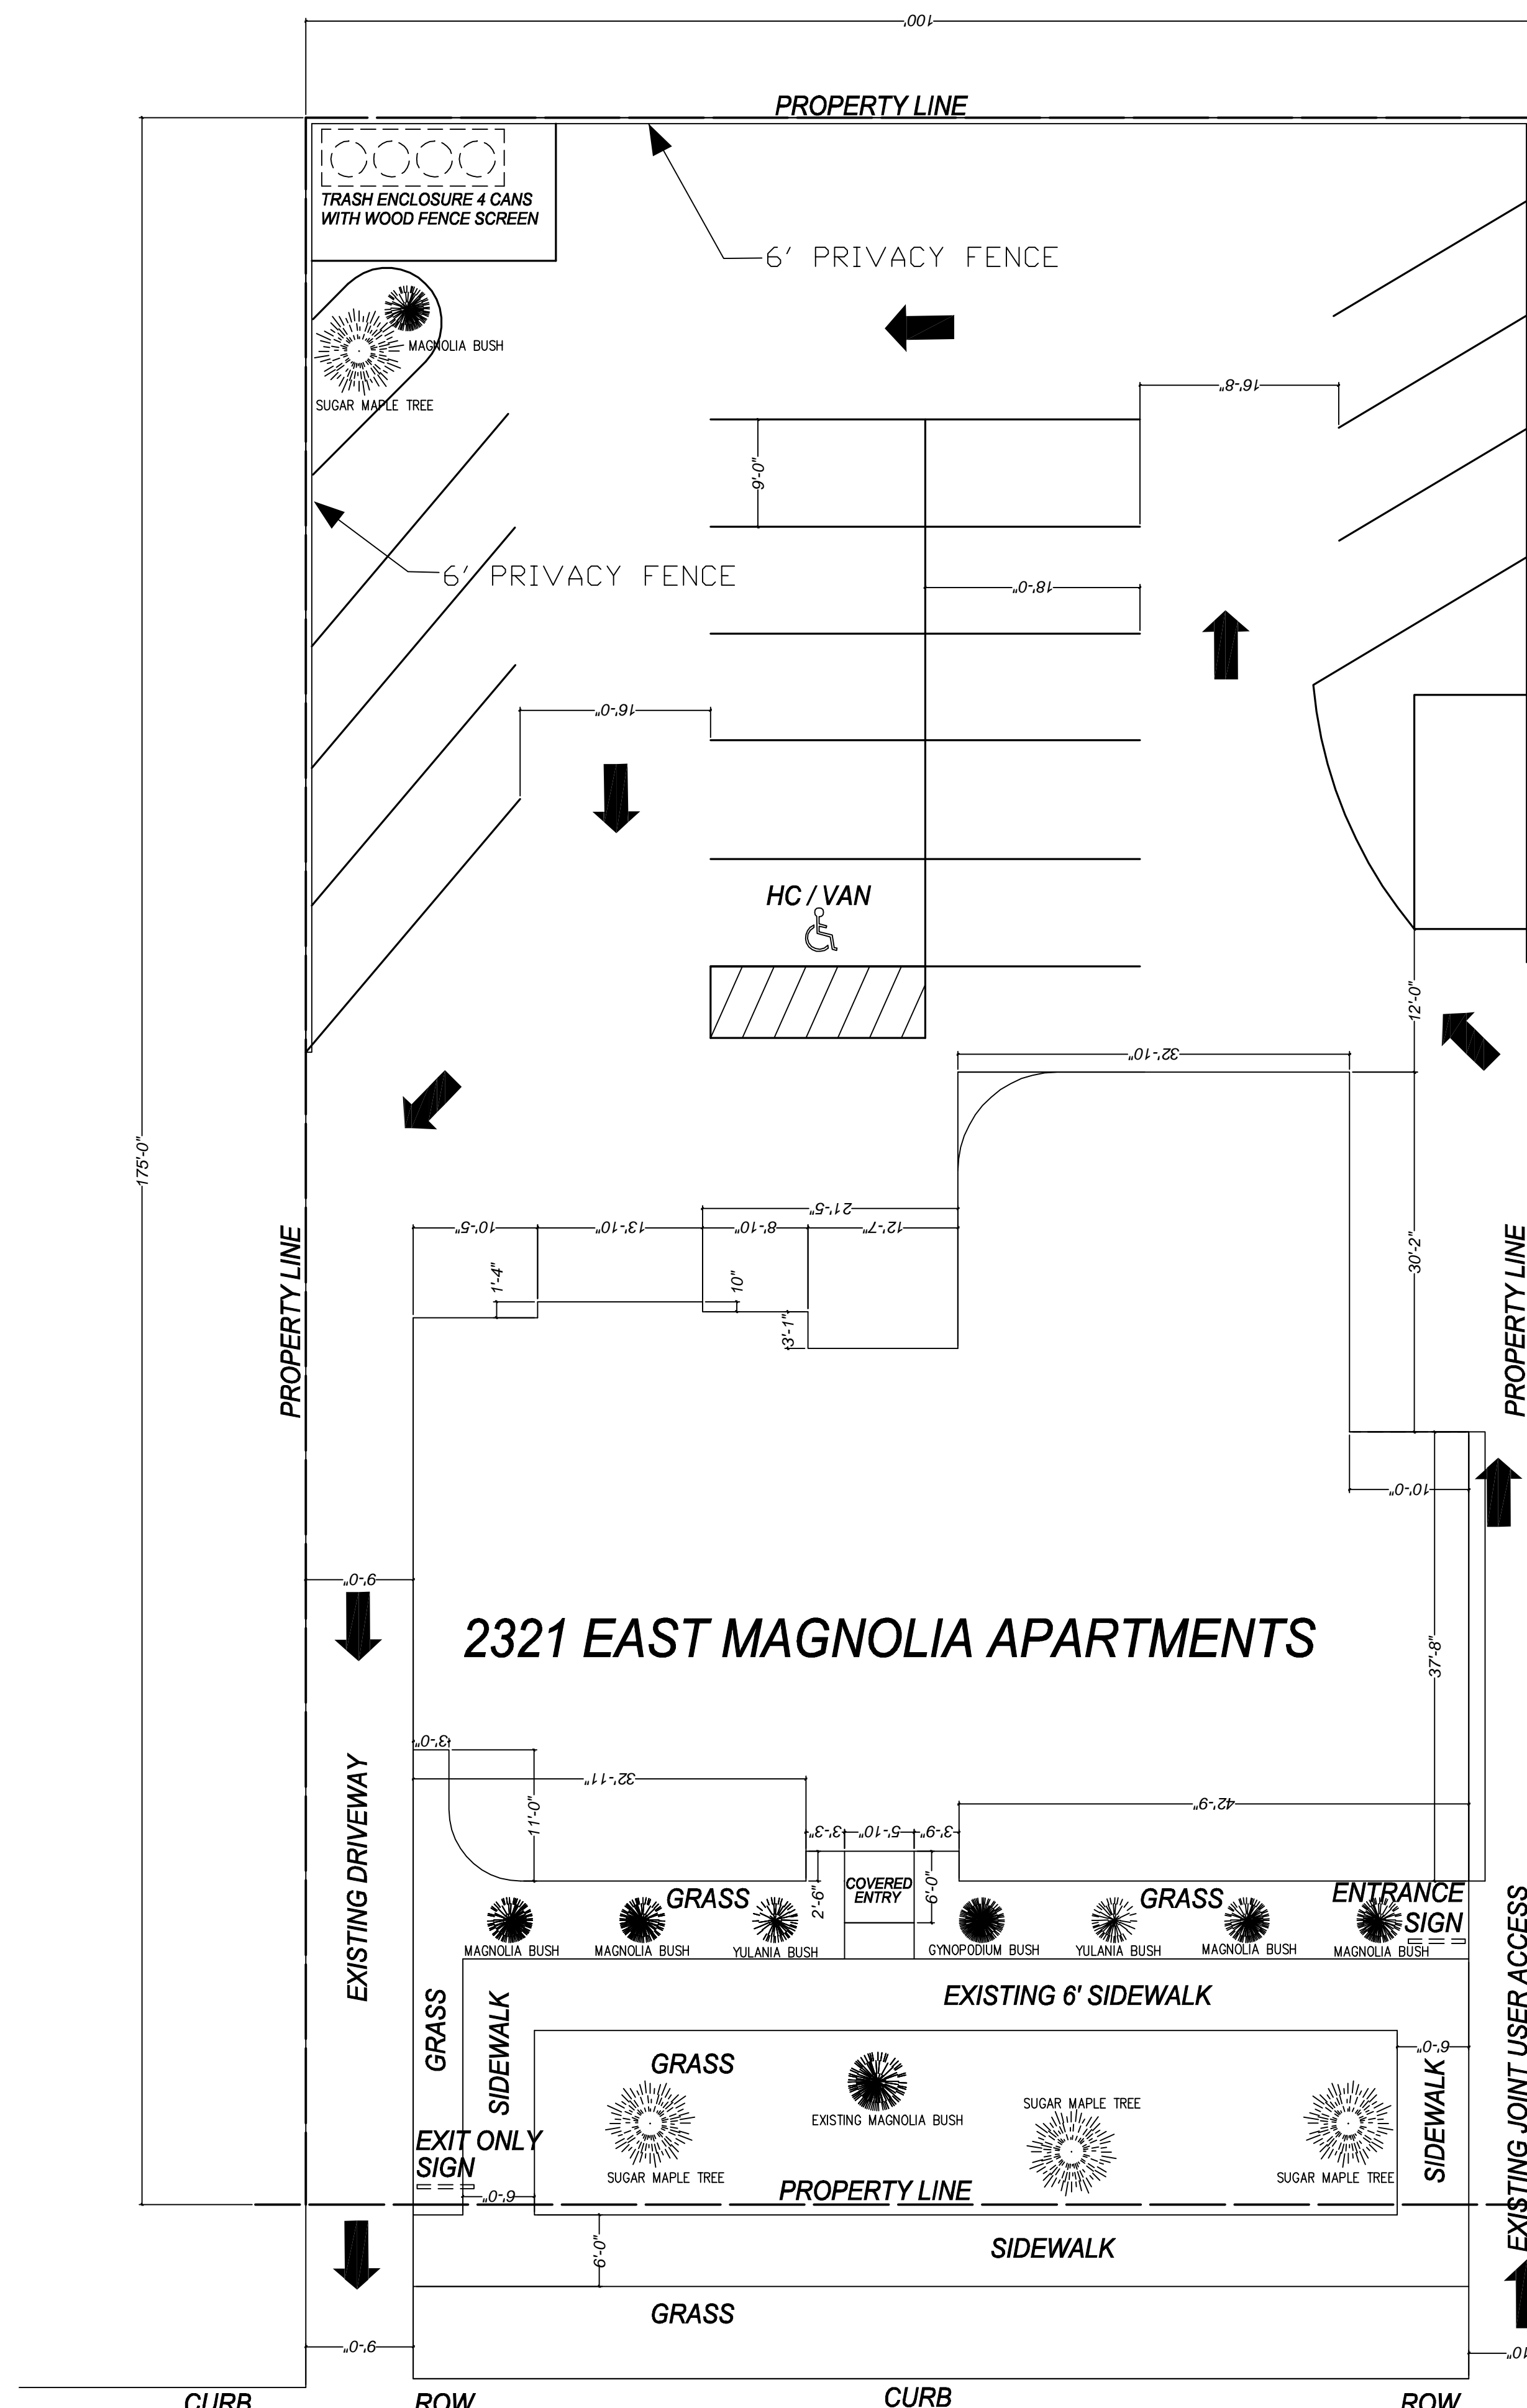 100'
PROPERTY LINE
TRASH ENCLOSURE 4 CANS
WITH WOOD FENCE SCREEN
6' PRIVACY FENCE
MAGNOLIA BUSH
SUGAR MAPLE TREE
16'-8"
9'-0"
6' PRIVACY FENCE
18'-0"
16'-0"
HC / VAN
12'-0"
32'-10"
175'-0"
21'-5"
10'-5"
13'-10"
8'-10"
12'-7"
1'-4"
10"
3'-1"
30'-2"
PROPERTY LINE
PROPERTY LINE
10'-0"
9'-0"
2321 EAST MAGNOLIA APARTMENTS
37'-8"
3'-0"
32'-11"
42'-9"
11'-0"
3'-3"
5'-10"
3'-9"
EXISTING DRIVEWAY
GRASS
2'-6"
COVERED
ENTRY
6'-0"
GRASS
ENTRANCE
SIGN
MAGNOLIA BUSH
MAGNOLIA BUSH
YULANIA BUSH
GYNOPODIUM BUSH
YULANIA BUSH
MAGNOLIA BUSH
MAGNOLIA BUSH
EXISTING 6' SIDEWALK
GRASS
SIDEWALK
GRASS
6'-0"
SIDEWALK
EXISTING JOINT USER ACCESS
EXISTING MAGNOLIA BUSH
SUGAR MAPLE TREE
EXIT ONLY
SIGN
SUGAR MAPLE TREE
SUGAR MAPLE TREE
PROPERTY LINE
6'-0"
6'-0"
SIDEWALK
GRASS
9'-0"
CURB
ROW
CURB
ROW